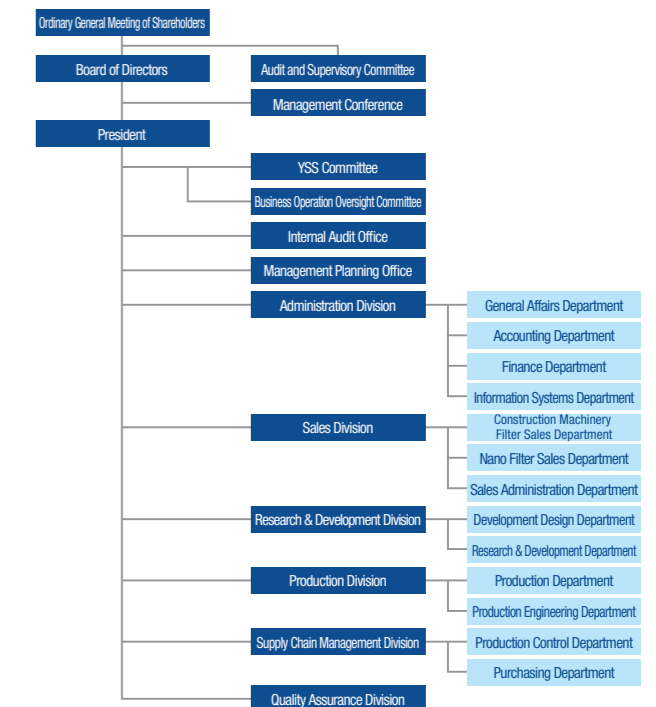 Ordinary General Meeting of Shareholders
Board of Directors
Audit and Supervisory Committee
Management Conference
President
YSS Committee
Business Operation Oversight Committee
Internal Audit Office
Management Planning Office
Administration Division
General Affairs Department
Accounting Department
Finance Department
Information Systems Department
Sales Division
Construction Machinery
Filter Sales Department
Nano Filter Sales Department
Sales Administration Department
Research & Development Division
Development Design Department
Research & Development Department
Production Division
Production Department
Production Engineering Department
Supply Chain Management Division
Production Control Department
Purchasing Department
Quality Assurance Division